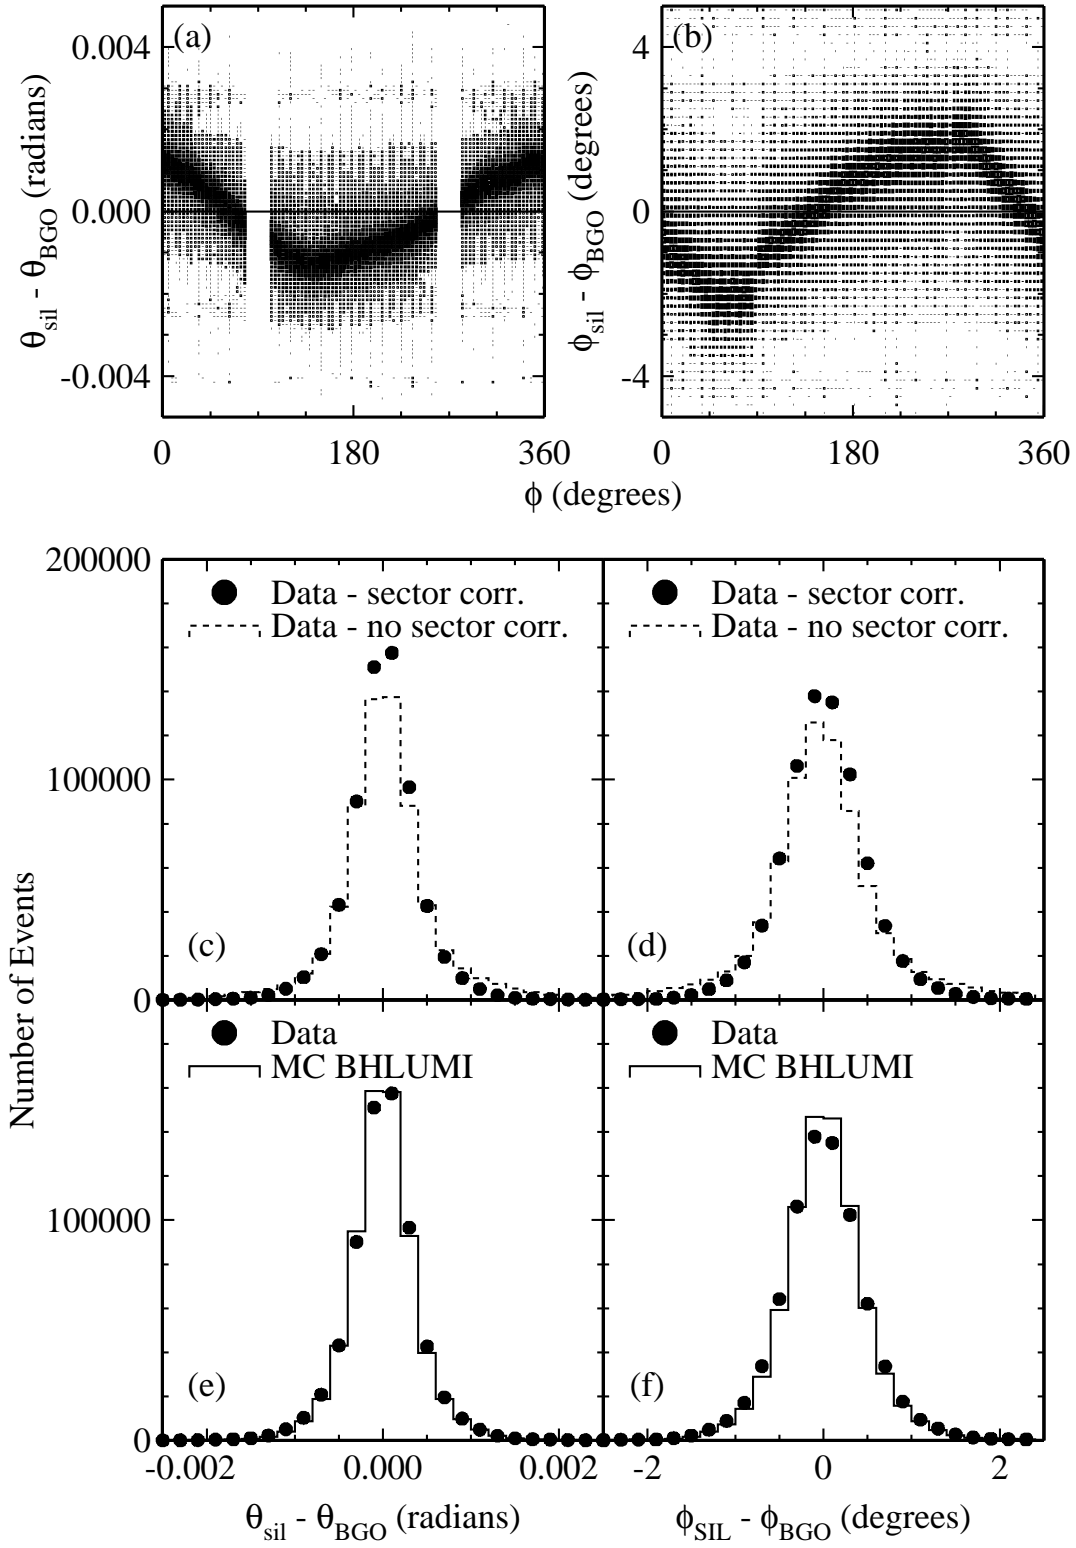 (a)
(b)
0.004
0.000
-0.004
θsil - θBGO (radians)
4
0
-4
ϕsil - ϕBGO (degrees)
0
180
360
0
180
360
ϕ (degrees)
200000
100000
0
Data - sector corr.
Data - no sector corr.
(c)
Data - sector corr.
Data - no sector corr.
(d)
Number of Events
100000
0
Data
MC BHLUMI
(e)
Data
MC BHLUMI
(f)
-0.002
0.000
0.002
-2
0
2
θsil - θBGO (radians)
ϕSIL - ϕBGO (degrees)